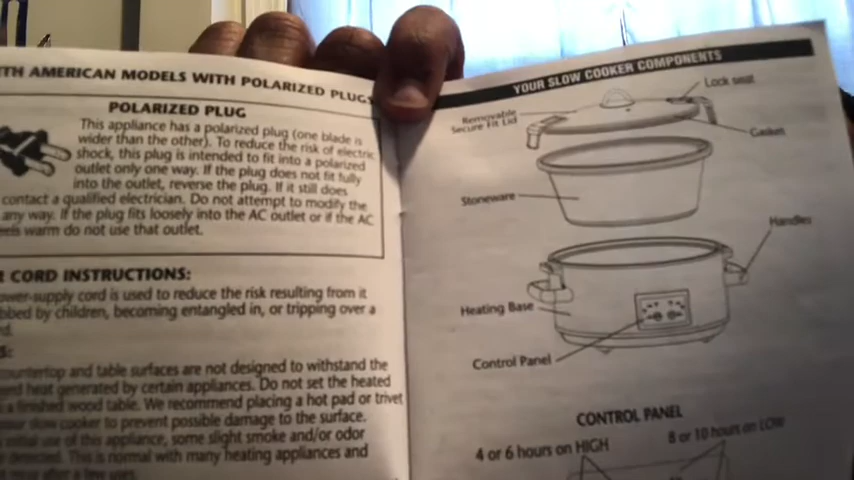 TH AMERICAN MODELS WITH POLARIZED PLUGS
POLARIZED PLUG
This appliance has a polarized plug (one blade is
wider than the other). To reduce the risk of electric
shock, this plug is intended to fit into a polarized
outlet only one way. If the plug does not fit fully
into the outlet, reverse the plug. If it still does
contact a qualified electrician. Do not attempt to modify the
any way. If the plug fits loosely into the AC outlet or if the AC
eels warm do not use that outlet.
E CORD INSTRUCTIONS:
ower-supply cord is used to reduce the risk resulting from it
bbed by children, becoming entangled in, or tripping over a
d.
S:
ountertop and table surfaces are not designed to withstand the
heat generated by certain appliances. Do not set the heated
a finished wood table. We recommend placing a hot pad or trivet
our slow cooker to prevent possible damage to the surface.
initial use of this appliance, some slight smoke and/or odor
detected. This is normal with many heating appliances and
after a few uses.
YOUR SLOW COOKER COMPONENTS
Lock seat
Removable
Secure Fit Lid
Gasket
Stoneware
Handles
Heating Base
Control Panel
CONTROL PANEL
4 or 6 hours on HIGH
8 or 10 hours on LOW